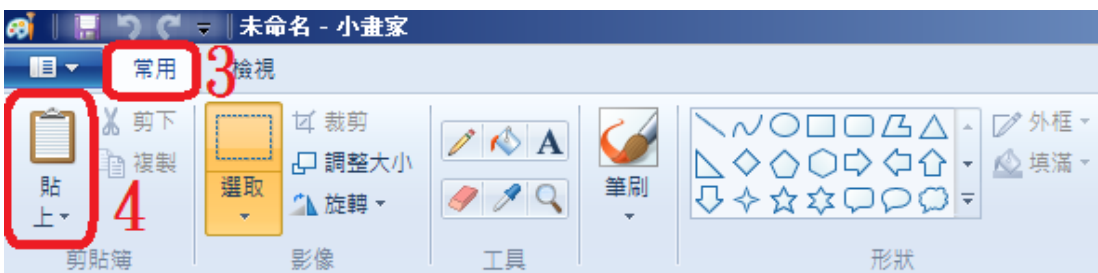 未命名 - 小畫家
常用 3 檢視
剪下
裁剪
外框
複製
調整大小
A
填滿
貼上
選取
筆刷
4
旋轉
剪貼簿
影像
工具
形狀